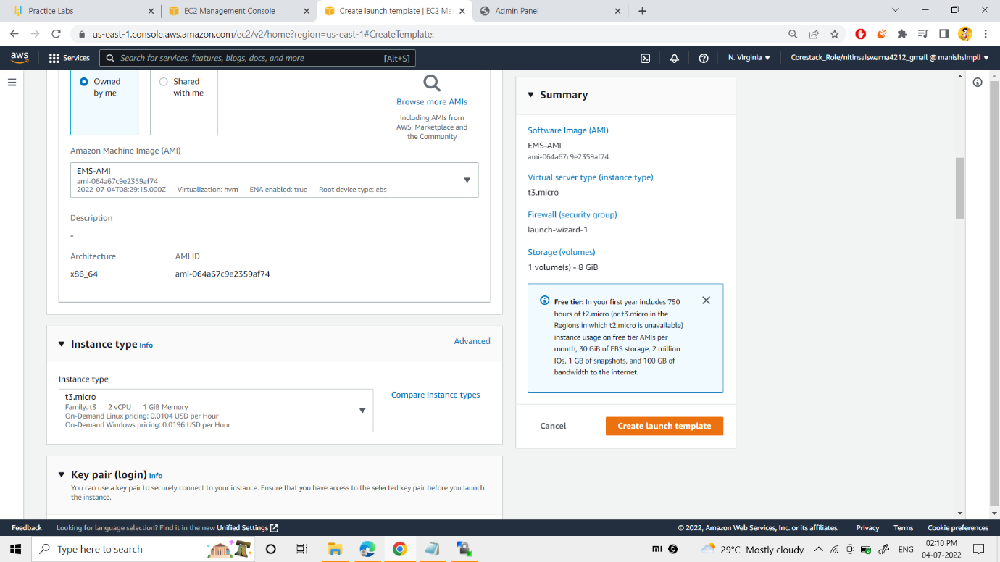 Practice Labs
EC2 Management Console
Create launch template | EC2 Ma
Admin Panel
us-east-1.console.aws.amazon.com/ec2/v2/home?region=us-east-1#CreateTemplate:
aws
Services
Search for services, features, blogs, docs, and more
[Alt+S]
N. Virginia
Corestack_Role/nitinsaiswarna4212_gmail @ manishsimpli
Owned
by me
Shared
with me
Browse more AMIs
Including AMIs from
AWS, Marketplace and
the Community
Amazon Machine Image (AMI)
EMS-AMI
ami-064a67c9e2359af74
2022-07-04T08:29:15.000Z Virtualization: hvm ENA enabled: true Root device type: ebs
Description
-
Architecture
AMI ID
x86_64
ami-064a67c9e2359af74
Instance type Info
Advanced
Instance type
t3.micro
Family: t3 2 vCPU 1 GiB Memory
On-Demand Linux pricing: 0.0104 USD per Hour
On-Demand Windows pricing: 0.0196 USD per Hour
Compare instance types
Key pair (login) Info
You can use a key pair to securely connect to your instance. Ensure that you have access to the selected key pair before you launch
the instance.
Summary
Software Image (AMI)
EMS-AMI
ami-064a67c9e2359af74
Virtual server type (instance type)
t3.micro
Firewall (security group)
launch-wizard-1
Storage (volumes)
1 volume(s) - 8 GiB
Free tier: In your first year includes 750
hours of t2.micro (or t3.micro in the
Regions in which t2.micro is unavailable)
instance usage on free tier AMIs per
month, 30 GiB of EBS storage, 2 million
IOs, 1 GB of snapshots, and 100 GB of
bandwidth to the internet.
Cancel
Create launch template
Feedback
Looking for language selection? Find it in the new Unified Settings
© 2022, Amazon Web Services, Inc. or its affiliates.
Privacy
Terms
Cookie preferences
Type here to search
29°C Mostly cloudy
ENG
02:10 PM
04-07-2022